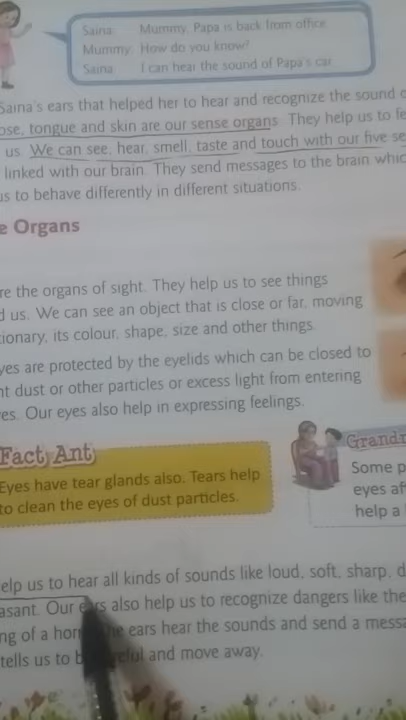 Saina: Mummy, Papa is back from office.
Mummy: How do you know?
Saina: I can hear the sound of Papa's car.
Saina's ears that helped her to hear and recognize the sound
ose, tongue and skin are our sense organs. They help us to fe
us. We can see, hear, smell, taste and touch with our five se
linked with our brain. They send messages to the brain whic
us to behave differently in different situations.
e Organs
re the organs of sight. They help us to see things
d us. We can see an object that is close or far, moving
tionary, its colour, shape, size and other things.
yes are protected by the eyelids which can be closed to
nt dust or other particles or excess light from entering
es. Our eyes also help in expressing feelings.
Fact Ant
Eyes have tear glands also. Tears help
to clean the eyes of dust particles.
Grandr
Some p
eyes af
help a
elp us to hear all kinds of sounds like loud, soft, sharp, d
asant. Our ears also help us to recognize dangers like the
ng of a horn. ears hear the sounds and send a messa
tells us to and move away.